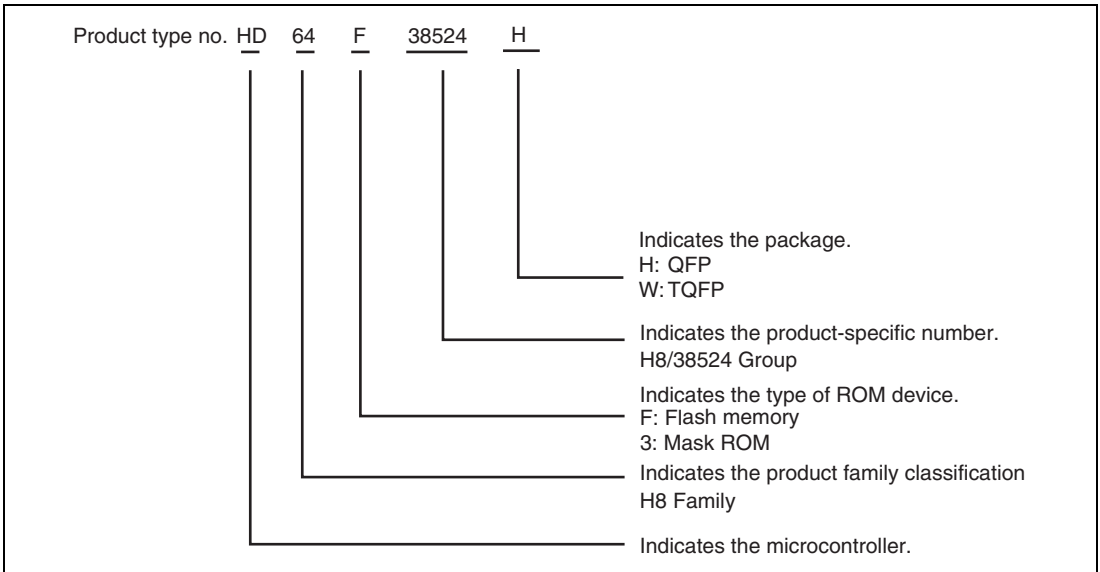 Product type no. HD 64 F 38524 H
Indicates the package.
H: QFP
W: TQFP
Indicates the product-specific number.
H8/38524 Group
Indicates the type of ROM device.
F: Flash memory
3: Mask ROM
Indicates the product family classification
H8 Family
Indicates the microcontroller.